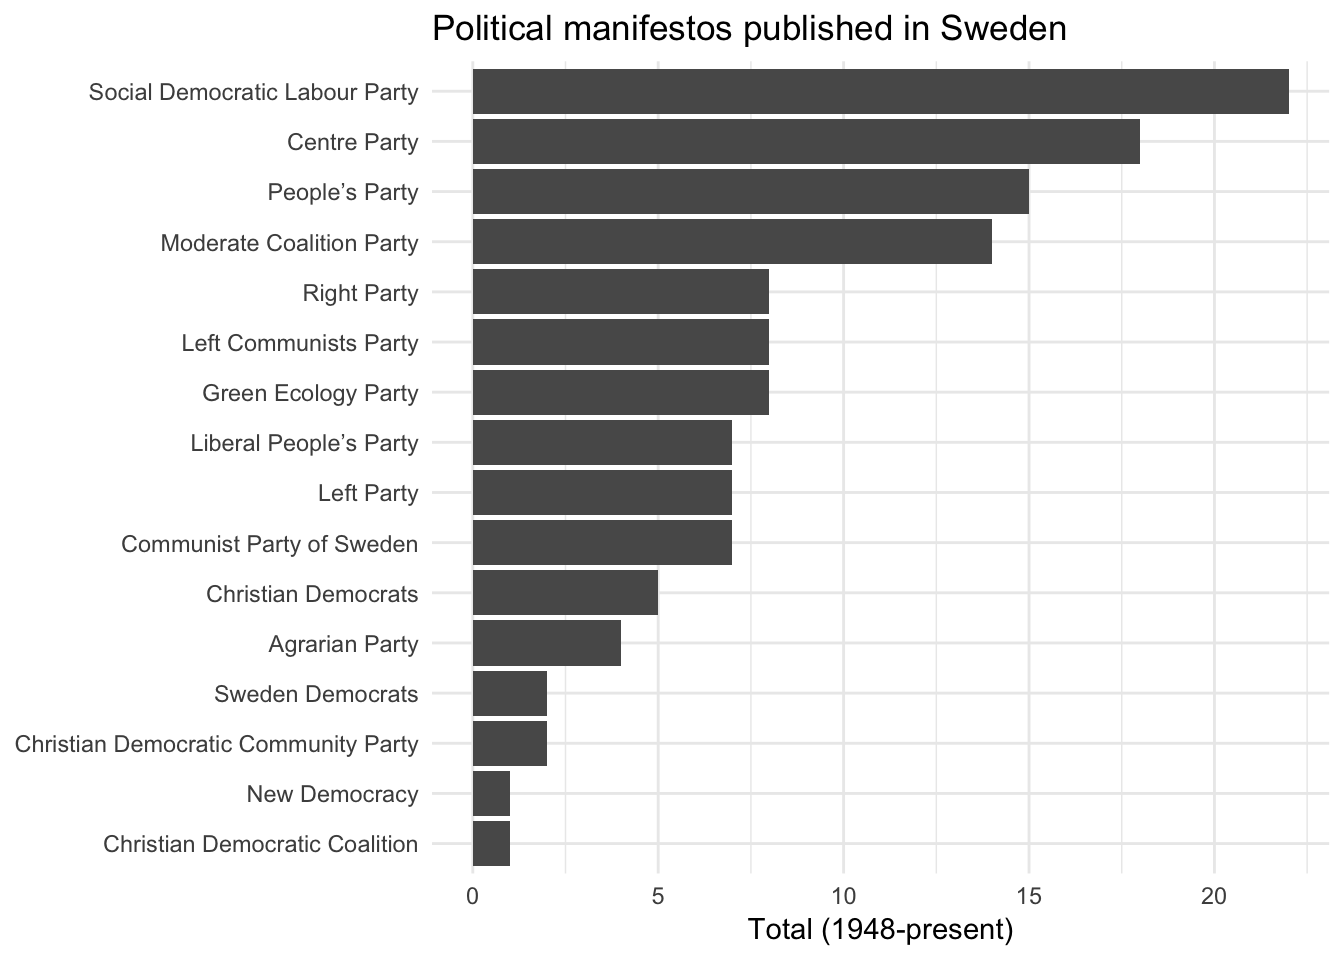 Political manifestos published in Sweden
Social Democratic Labour Party
Centre Party
People’s Party
Moderate Coalition Party
Right Party
Left Communists Party
Green Ecology Party
Liberal People’s Party
Left Party
Communist Party of Sweden
Christian Democrats
Agrarian Party
Sweden Democrats
Christian Democratic Community Party
New Democracy
Christian Democratic Coalition
0 5 10 15 20
Total (1948-present)